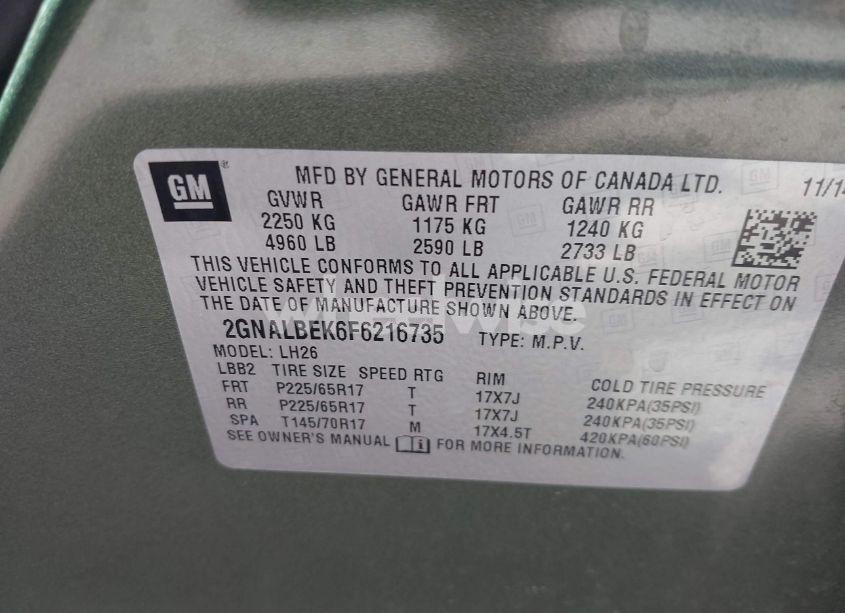 GM
MFD BY GENERAL MOTORS OF CANADA LTD. 11/14
GVWR GAWR FRT GAWR RR
2250 KG 1175 KG 1240 KG
4960 LB 2590 LB 2733 LB
THIS VEHICLE CONFORMS TO ALL APPLICABLE U.S. FEDERAL MOTOR
VEHICLE SAFETY AND THEFT PREVENTION STANDARDS IN EFFECT ON
THE DATE OF MANUFACTURE SHOWN ABOVE.
wheelwise
2GNALBEK6F6216735 TYPE: M.P.V.
MODEL: LH26
LBB2 TIRE SIZE SPEED RTG RIM COLD TIRE PRESSURE
FRT P225/65R17 T 17X7J 240KPA(35PSI)
RR P225/65R17 T 17X7J 240KPA(35PSI)
SPA T145/70R17 M 17X4.5T 420KPA(60PSI)
SEE OWNER'S MANUAL FOR MORE INFORMATION.